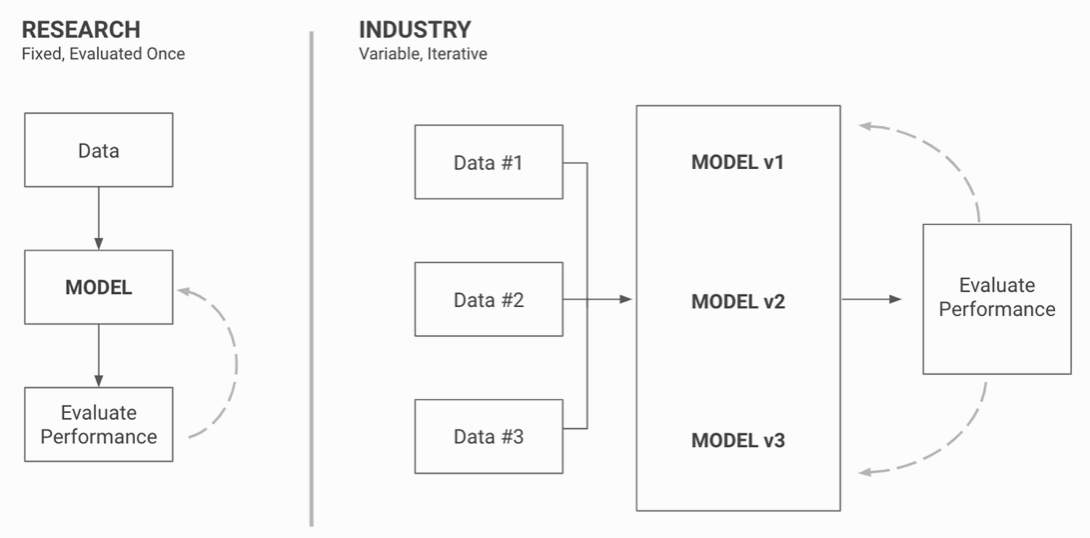 RESEARCH
Fixed, Evaluated Once
Data
MODEL
Evaluate
Performance
INDUSTRY
Variable, Iterative
Data #1
Data #2
Data #3
MODEL v1
MODEL v2
MODEL v3
Evaluate
Performance